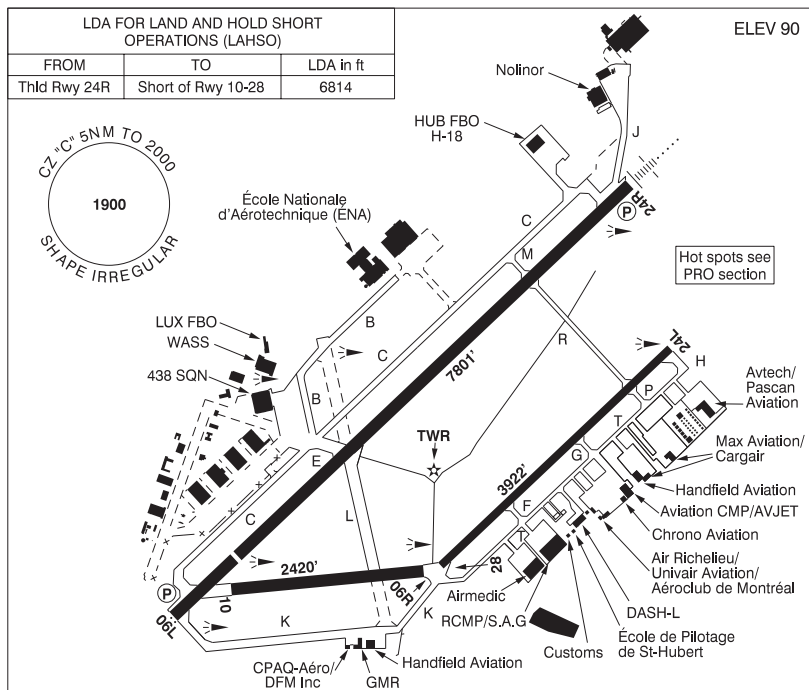 LDA FOR LAND AND HOLD SHORT
OPERATIONS (LAHSO)
FROM TO LDA in ft
Thld Rwy 24R Short of Rwy 10-28 6814
ELEV 90
CZ "C" 5NM TO 2000
1900
SHAPE IRREGULAR
Nolinor
HUB FBO
H-18
J
24R
P
École Nationale
d'Aérotechnique (ÉNA)
C
M
Hot spots see
PRO section
B
C
LUX FBO
WASS
438 SQN
B
7801'
R
24L
H
P
Avtech/
Pascan
Aviation
T
TWR
E
G
Max Aviation/
Cargair
3922'
L
F
Handfield Aviation
Aviation CMP/AVJET
C
T
Chrono Aviation
2420'
28
Air Richelieu/
Univair Aviation/
Aéroclub de Montréal
P
06L
10
06R
K
Airmedic
RCMP/S.A.G
DASH-L
K
Customs
École de Pilotage
de St-Hubert
CPAQ-Aéro/
DFM Inc
GMR
Handfield Aviation